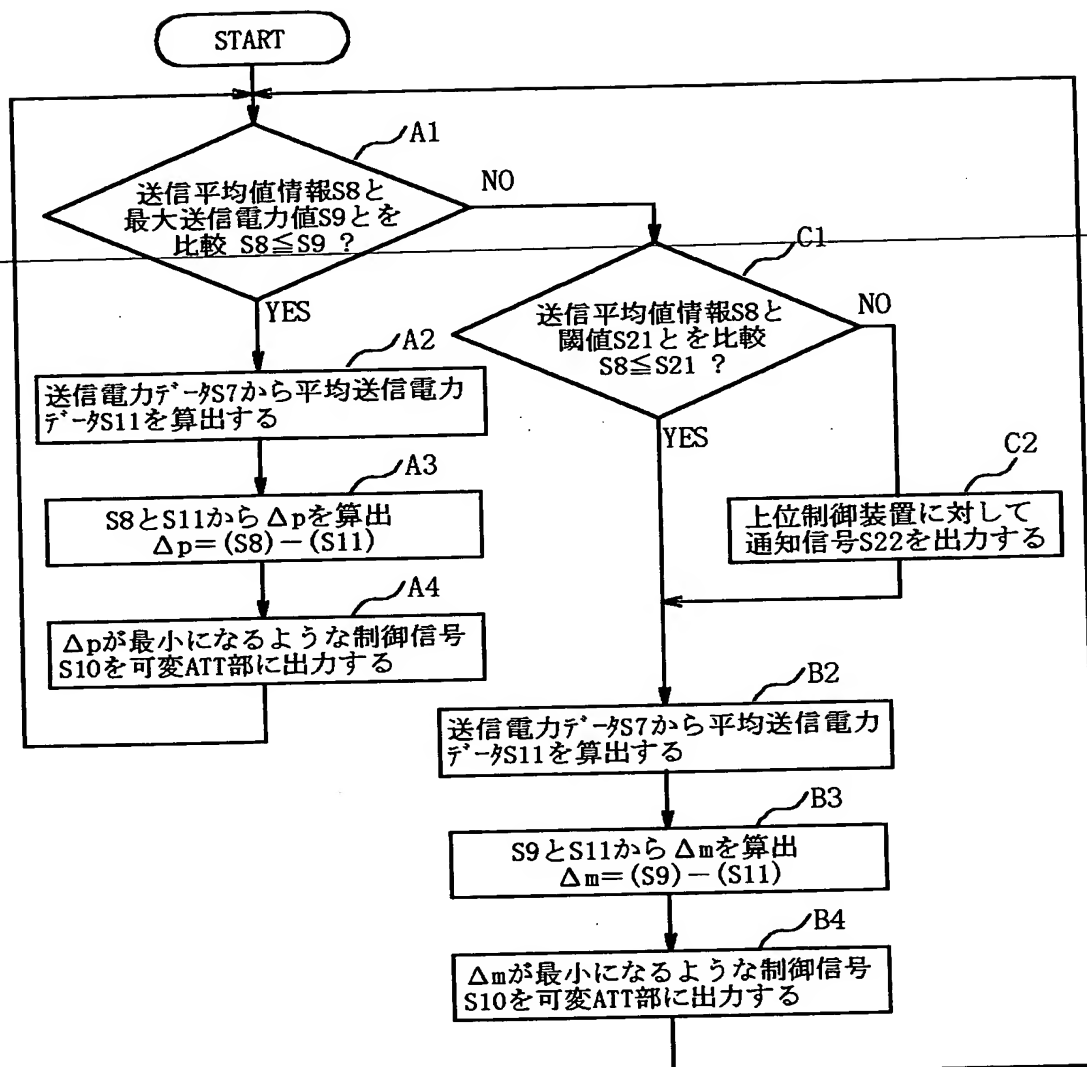 START
A1
送信平均値情報S8と
最大送信電力値S9とを
比較 S8≦S9 ?
NO
YES
A2
送信電力データS7から平均送信電力
データS11を算出する
A3
S8とS11からΔpを算出
Δp=(S8)-(S11)
A4
Δpが最小になるような制御信号
S10を可変ATT部に出力する
C1
送信平均値情報S8と
閾値S21とを比較
S8≦S21 ?
NO
YES
C2
上位制御装置に対して
通知信号S22を出力する
B2
送信電力データS7から平均送信電力
データS11を算出する
B3
S9とS11からΔmを算出
Δm=(S9)-(S11)
B4
Δmが最小になるような制御信号
S10を可変ATT部に出力する